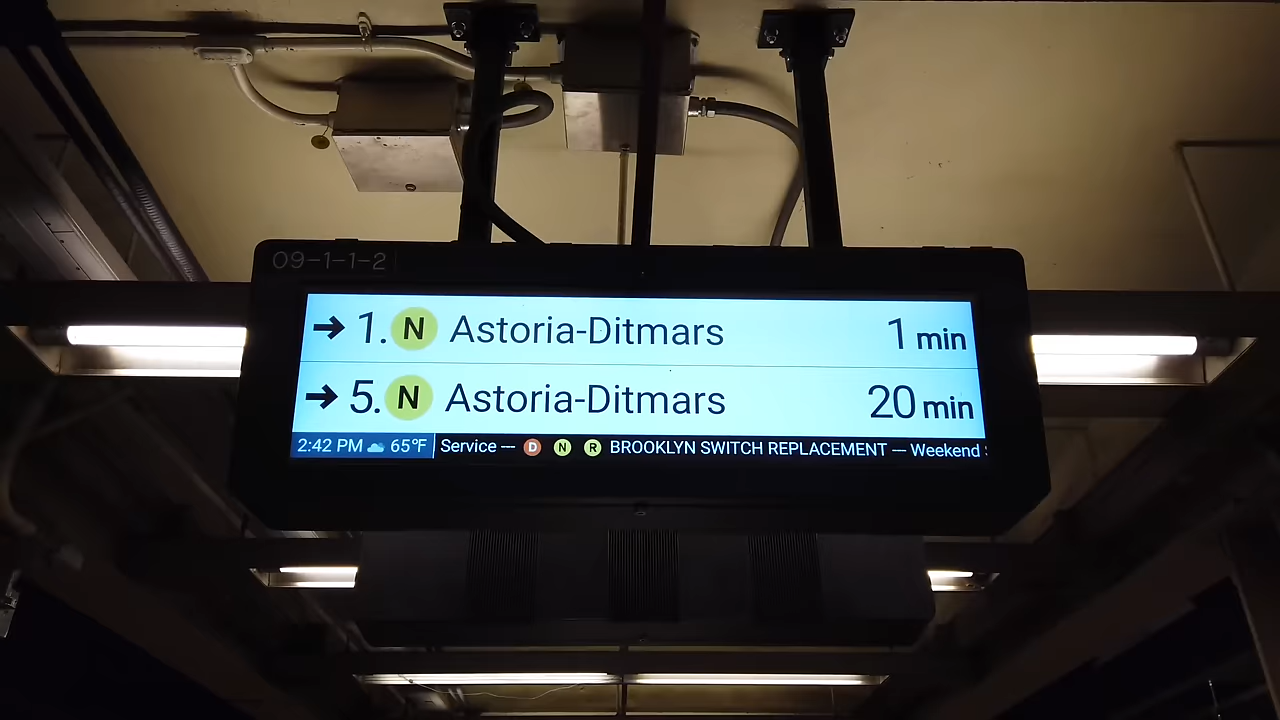 09-1-1-2
→ 1. N Astoria-Ditmars 1 min
→ 5. N Astoria-Ditmars 20 min
2:42 PM 65°F Service --- D N R BROOKLYN SWITCH REPLACEMENT --- Weekend